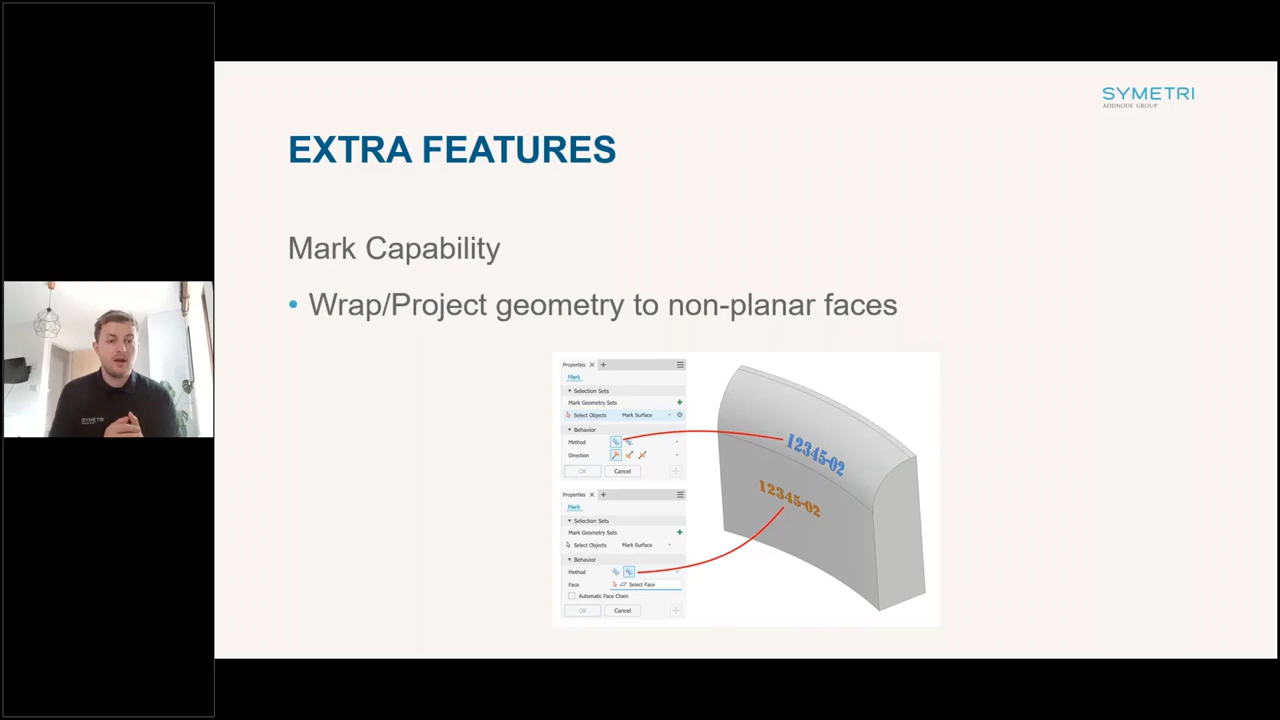 SYMETRI
ADDNODE GROUP
EXTRA FEATURES
Mark Capability
• Wrap/Project geometry to non-planar faces
Properties
Mark
Selection Sets
Mark Geometry Sets
Select Objects Mark Surface
Behavior
Method
Direction
OK Cancel
12345-02
12345-02
Properties
Mark
Selection Sets
Mark Geometry Sets
Select Objects Mark Surface
Behavior
Method
Face Select Face
Automatic Face Chain
OK Cancel
SYMETRI